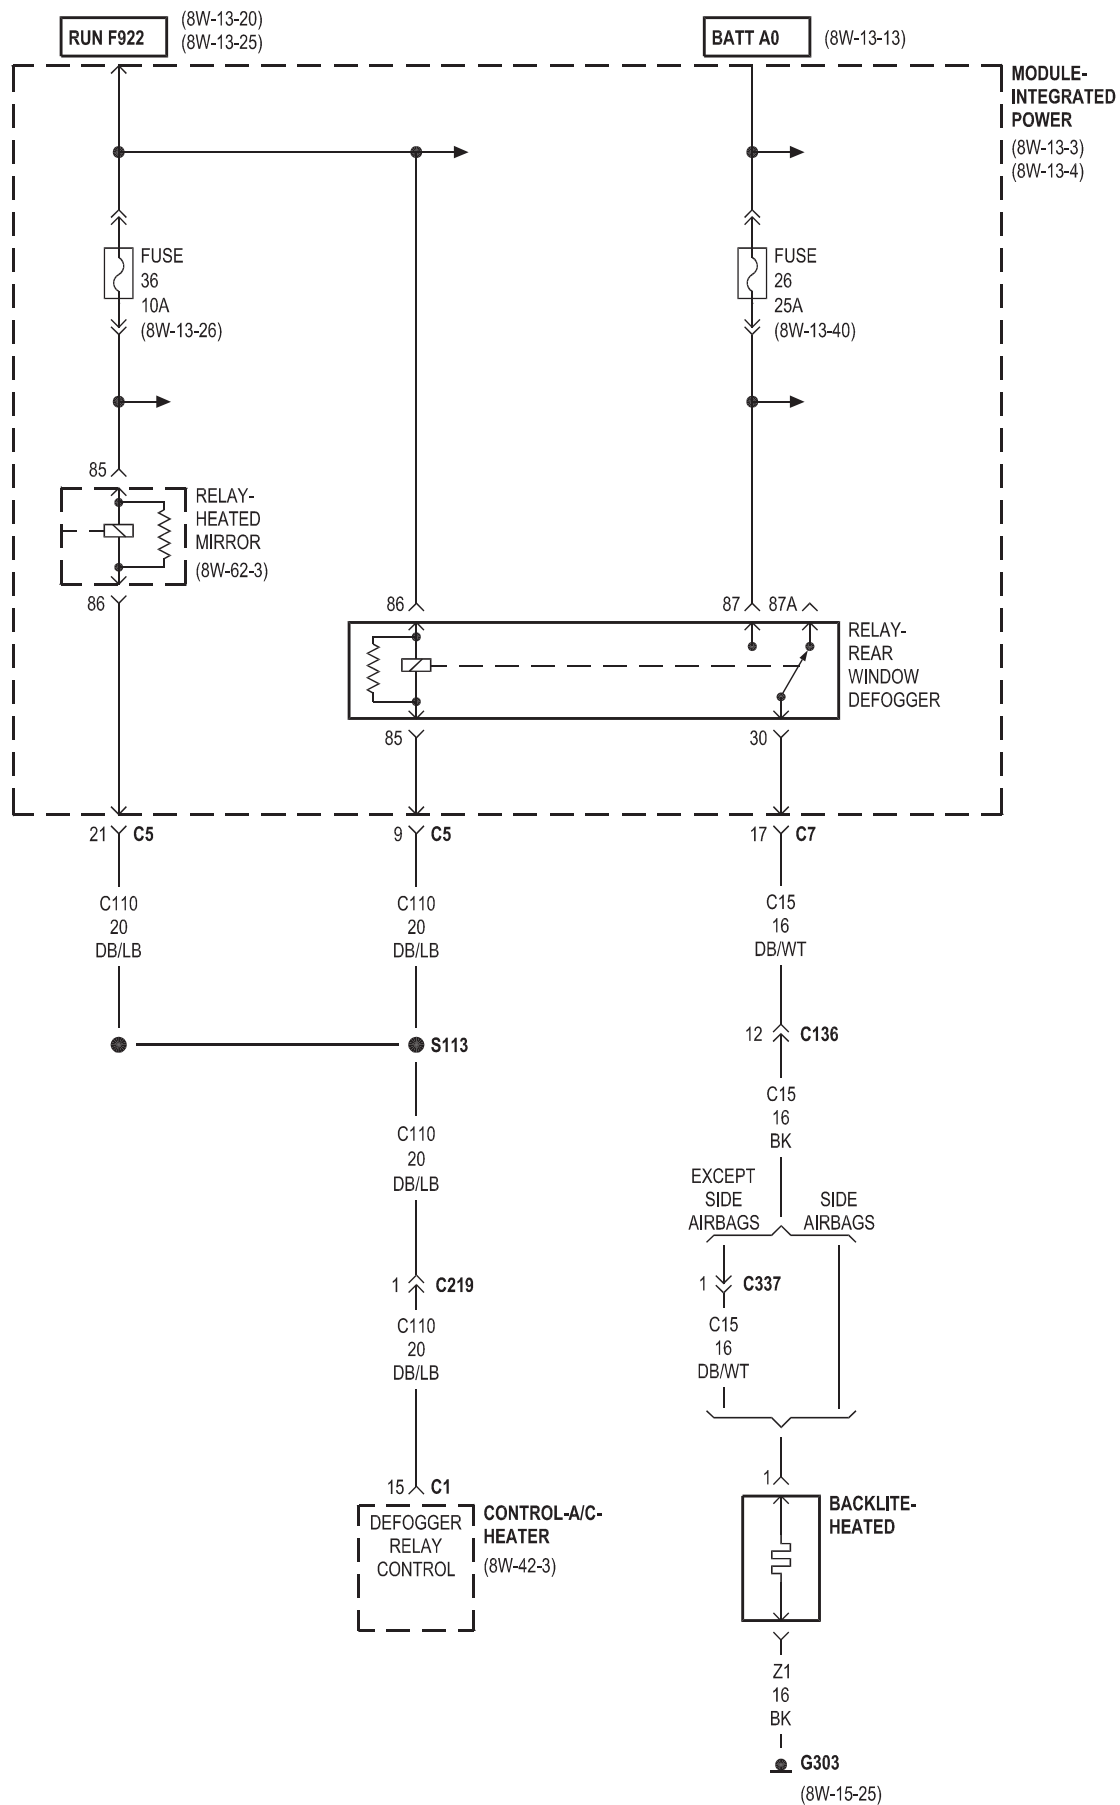 RUN F922
(8W-13-20)
(8W-13-25)
BATT A0
(8W-13-13)
MODULE-
INTEGRATED
POWER
(8W-13-3)
(8W-13-4)
FUSE
36
10A
(8W-13-26)
FUSE
26
25A
(8W-13-40)
85
RELAY-
HEATED
MIRROR
(8W-62-3)
86
86
87
87A
RELAY-
REAR
WINDOW
DEFOGGER
85
30
21
C5
9
C5
17
C7
C110
20
DB/LB
C110
20
DB/LB
C15
16
DB/WT
S113
12
C136
C110
20
DB/LB
C15
16
BK
EXCEPT
SIDE
AIRBAGS
SIDE
AIRBAGS
1
C219
1
C337
C110
20
DB/LB
C15
16
DB/WT
15
C1
DEFOGGER
RELAY
CONTROL
CONTROL-A/C-
HEATER
(8W-42-3)
1
BACKLITE-
HEATED
Z1
16
BK
G303
(8W-15-25)